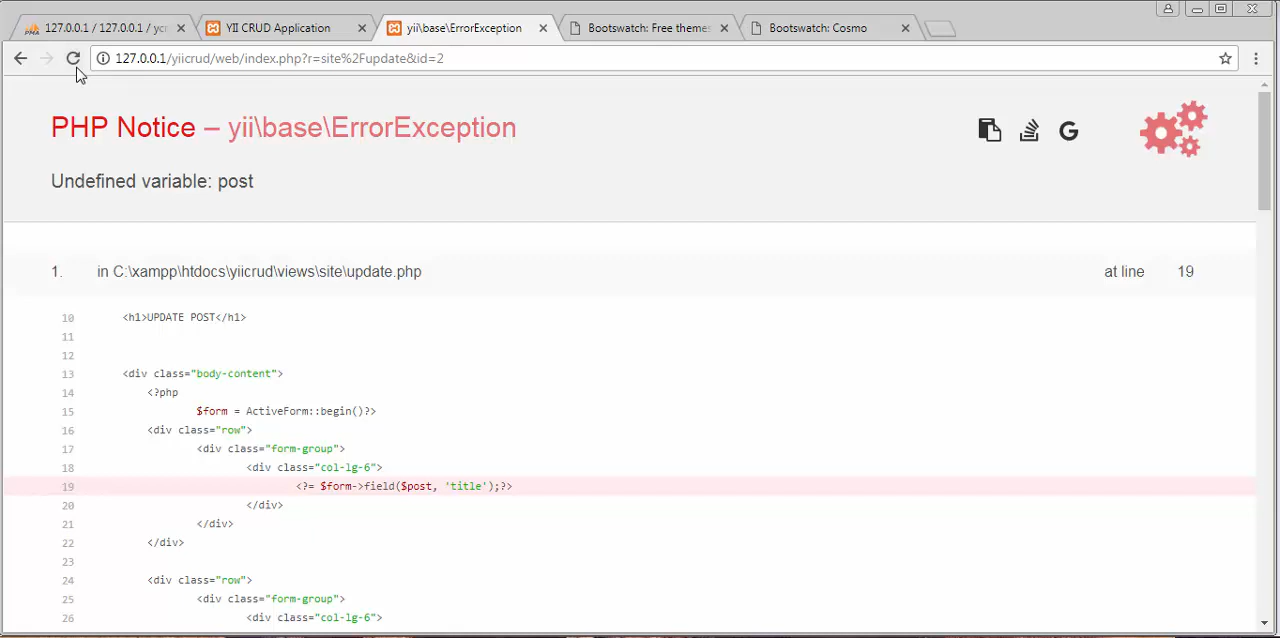 127.0.0.1 / 127.0.0.1 / ycr
YII CRUD Application
yii\base\ErrorException
Bootswatch: Free themes
Bootswatch: Cosmo
127.0.0.1/yiicrud/web/index.php?r=site%2Fupdate&id=2
PHP Notice – yii\base\ErrorException
Undefined variable: post
1. in C:\xampp\htdocs\yiicrud\views\site\update.php at line 19
10 <h1>UPDATE POST</h1>
11
12
13 <div class="body-content">
14 <?php
15 $form = ActiveForm::begin()?>
16 <div class="row">
17 <div class="form-group">
18 <div class="col-lg-6">
19 <?= $form->field($post, 'title');?>
20 </div>
21 </div>
22 </div>
23
24 <div class="row">
25 <div class="form-group">
26 <div class="col-lg-6">